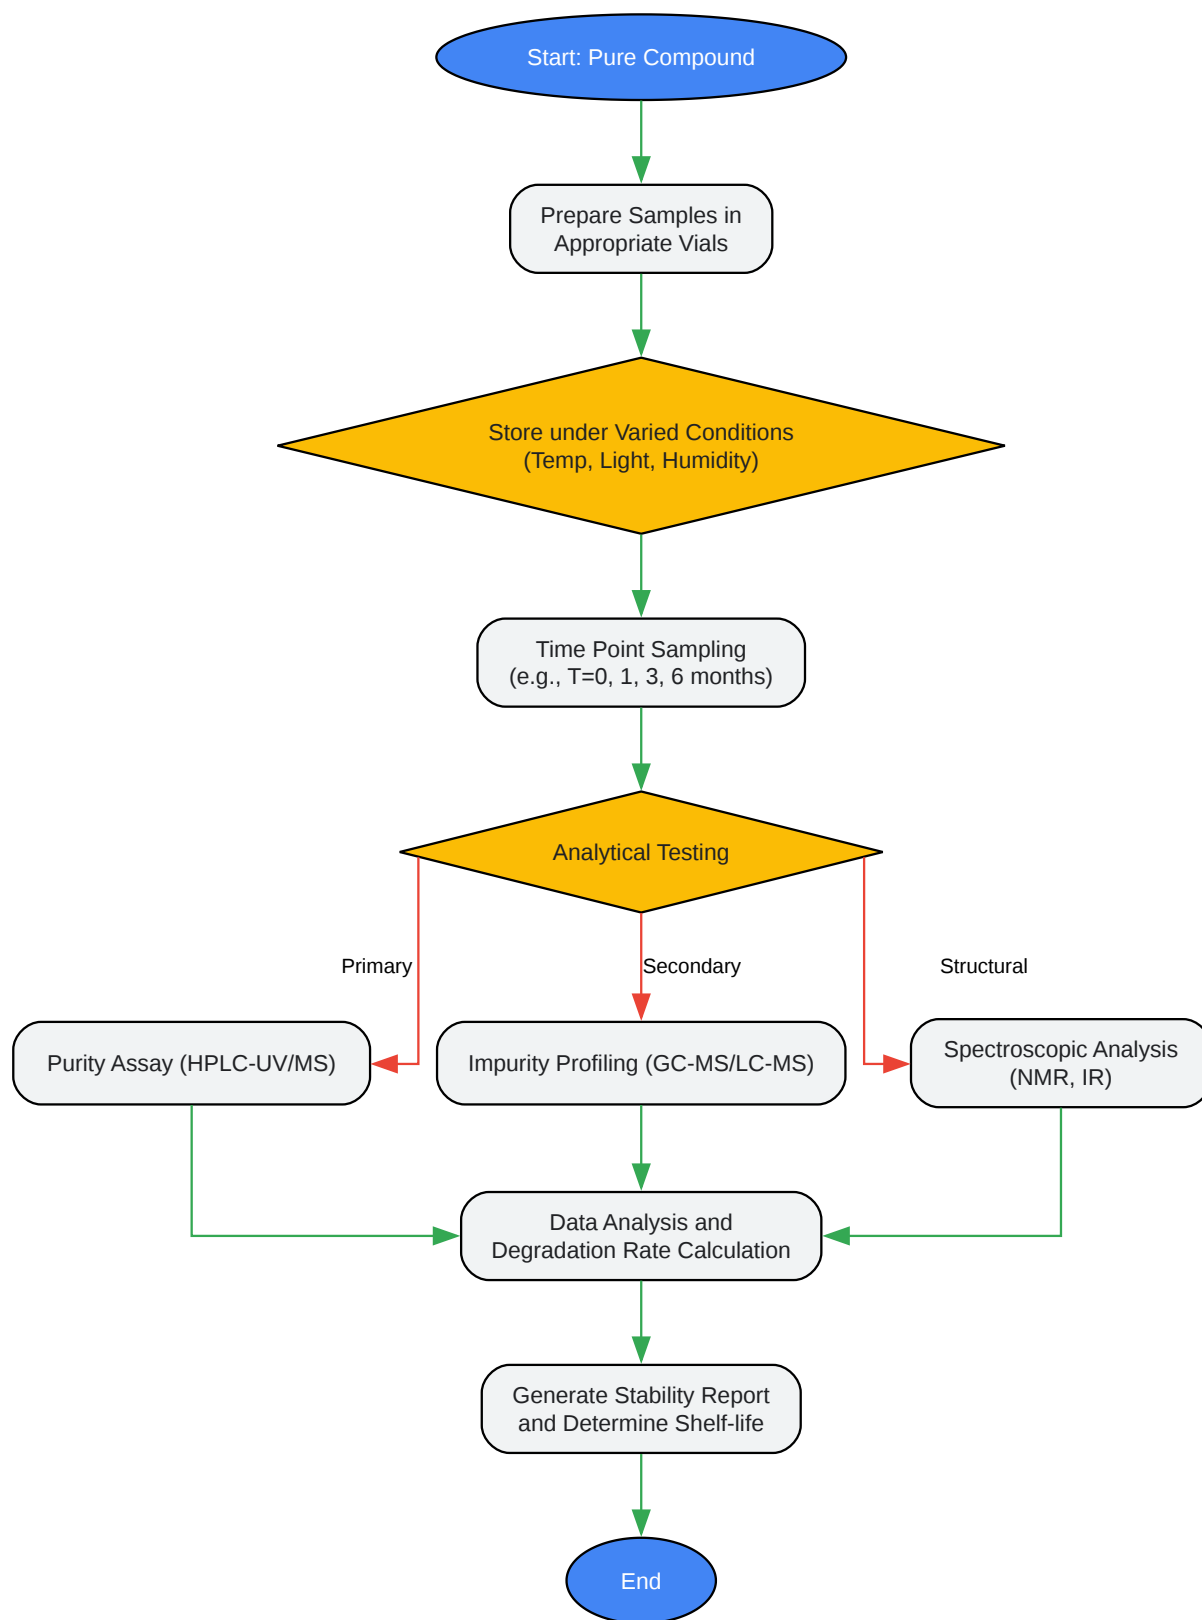 Start: Pure Compound
Prepare Samples in
Appropriate Vials
Store under Varied Conditions
(Temp, Light, Humidity)
Time Point Sampling
(e.g., T=0, 1, 3, 6 months)
Analytical Testing
Primary
Secondary
Structural
Purity Assay (HPLC-UV/MS)
Impurity Profiling (GC-MS/LC-MS)
Spectroscopic Analysis
(NMR, IR)
Data Analysis and
Degradation Rate Calculation
Generate Stability Report
and Determine Shelf-life
End